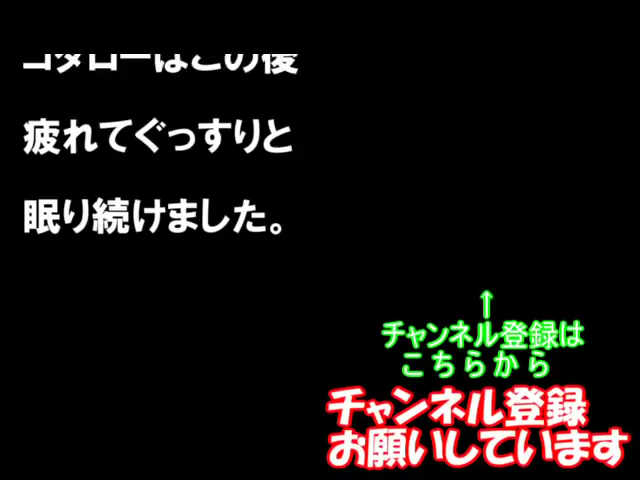 コタローはこの後
疲れてぐっすりと
眠り続けました。
↑
チャンネル登録は
こちらから
チャンネル登録
お願いしています